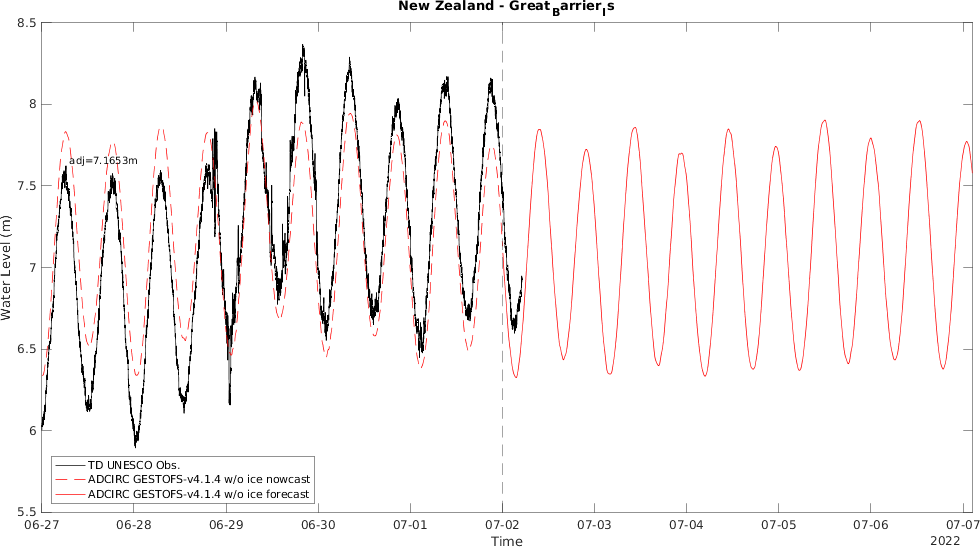 New Zealand - Great_Barrier_Is
8.5
8
7.5
7
6.5
6
5.5
Water Level (m)
adj=7.1653m
TD UNESCO Obs.
ADCIRC GESTOFS-v4.1.4 w/o ice nowcast
ADCIRC GESTOFS-v4.1.4 w/o ice forecast
06-27 06-28 06-29 06-30 07-01 07-02 07-03 07-04 07-05 07-06 07-07
Time
2022